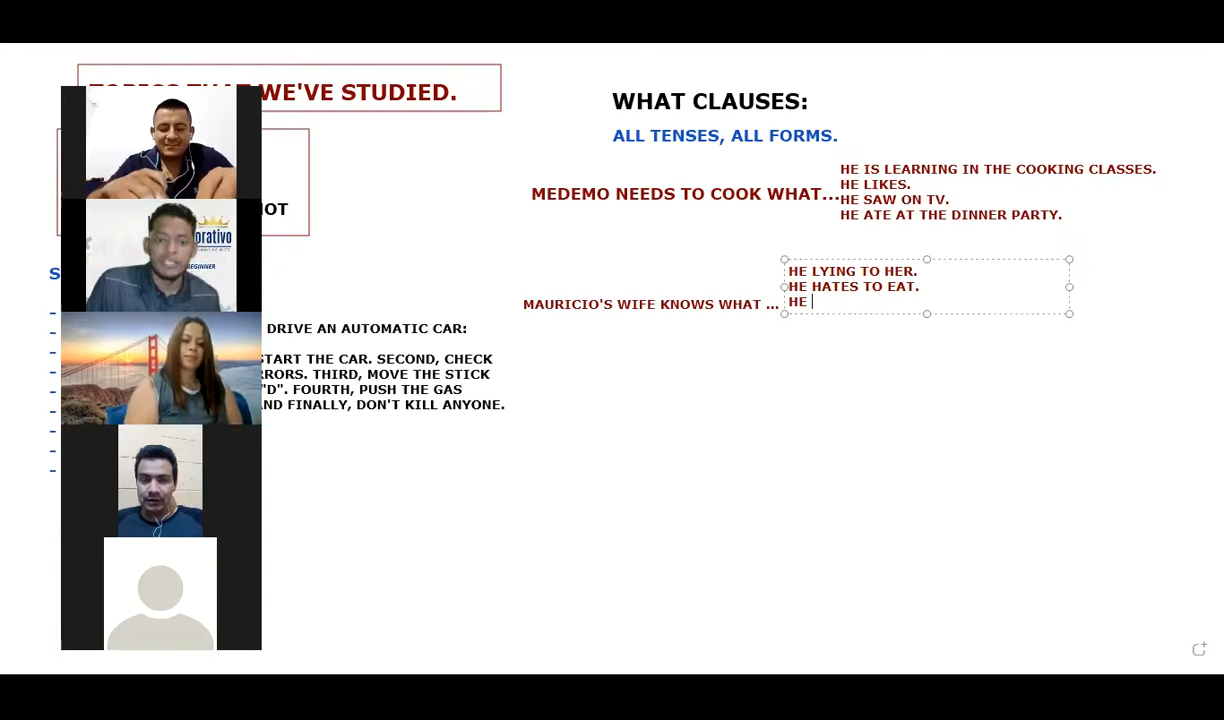 WE'VE STUDIED.
WHAT CLAUSES:
ALL TENSES, ALL FORMS.
HE IS LEARNING IN THE COOKING CLASSES.
MEDEMO NEEDS TO COOK WHAT...
HE LIKES.
HE SAW ON TV.
HE ATE AT THE DINNER PARTY.
BEGINNER
HE LYING TO HER.
HE HATES TO EAT.
HE
MAURICIO'S WIFE KNOWS WHAT ...
DRIVE AN AUTOMATIC CAR:
START THE CAR. SECOND, CHECK
THIRD, MOVE THE STICK
"D". FOURTH, PUSH THE GAS
AND FINALLY, DON'T KILL ANYONE.